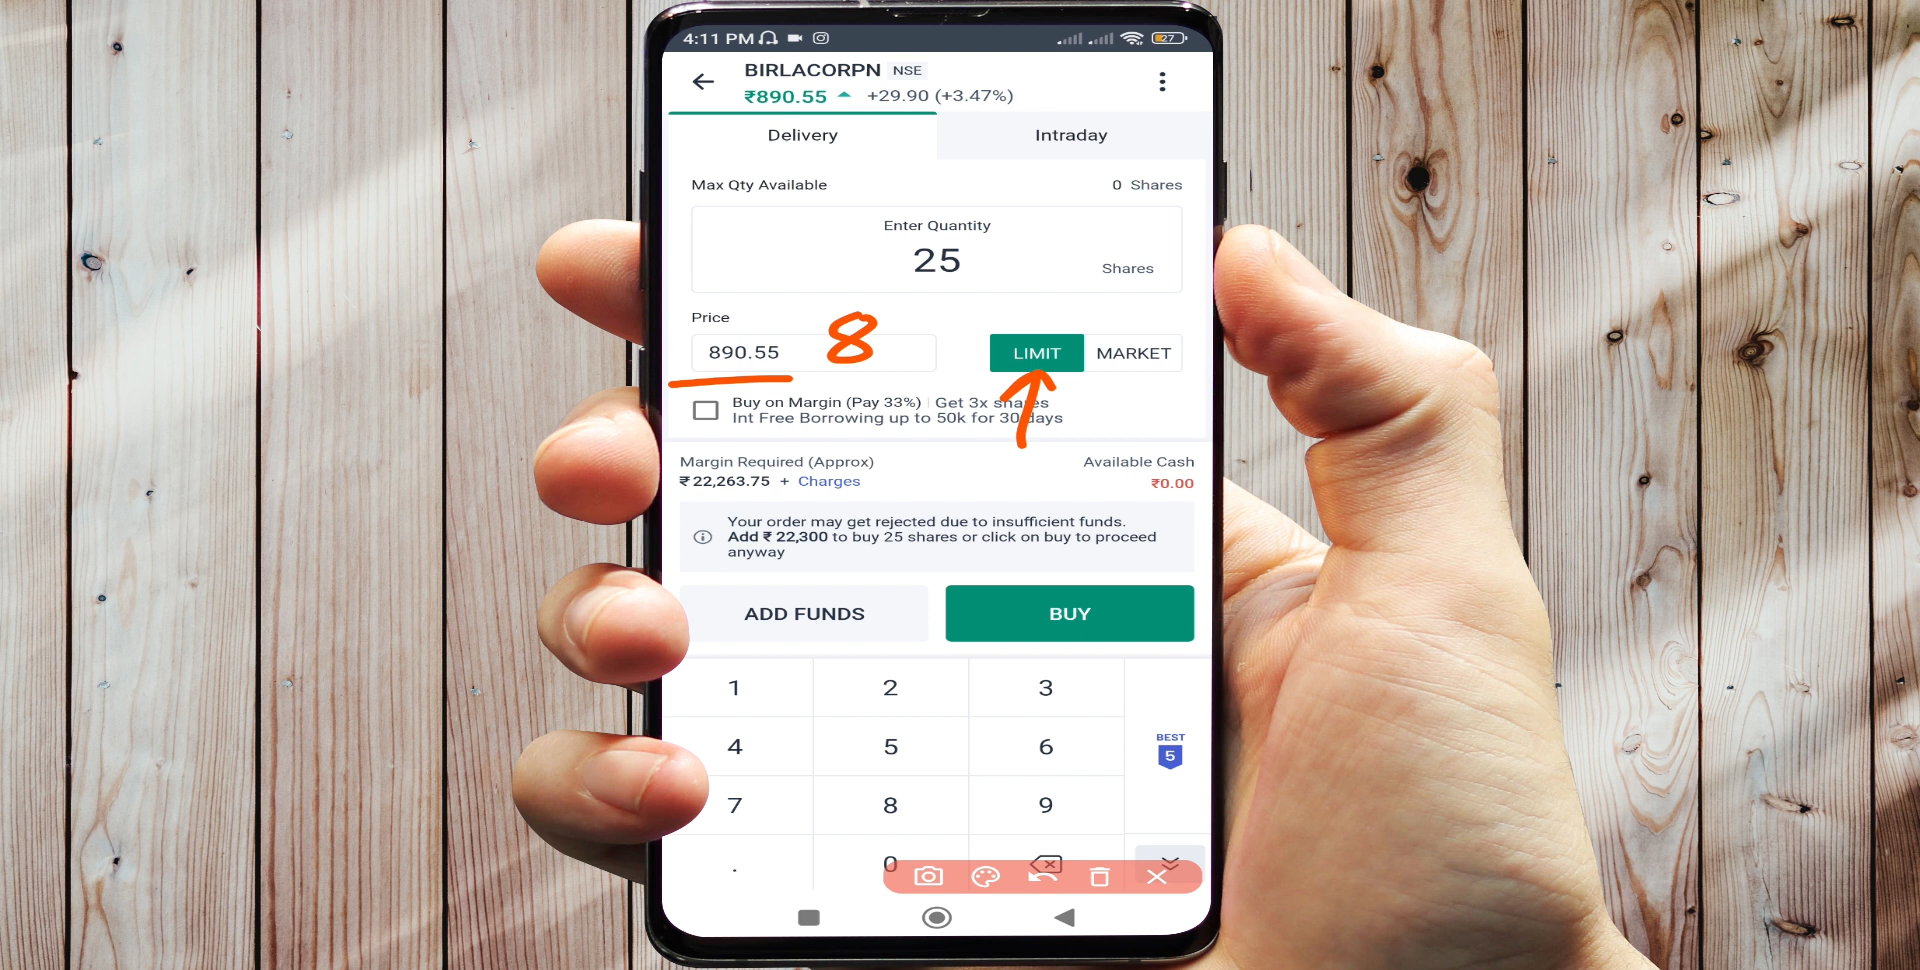 4:11 PM 27
BIRLACORPN NSE
₹890.55 +29.90 (+3.47%)
Delivery Intraday
Max Qty Available 0 Shares
Enter Quantity
25
Shares
Price
890.55 8 LIMIT MARKET
Buy on Margin (Pay 33%) | Get 3x shares
Int Free Borrowing up to 50k for 30 days
Margin Required (Approx) Available Cash
₹22,263.75 + Charges ₹0.00
Your order may get rejected due to insufficient funds.
Add ₹ 22,300 to buy 25 shares or click on buy to proceed
anyway
ADD FUNDS BUY
1 2 3
4 5 6
BEST
5
7 8 9
. 0